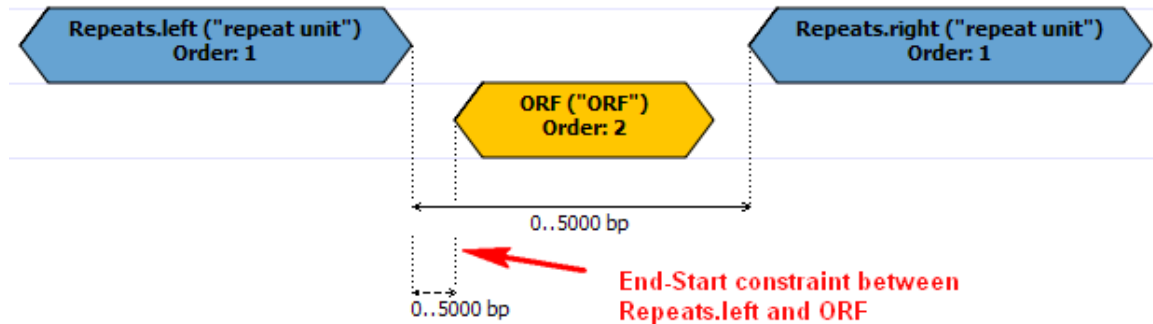 Repeats.left ("repeat unit")
Order: 1
Repeats.right ("repeat unit")
Order: 1
ORF ("ORF")
Order: 2
0..5000 bp
0..5000 bp
End-Start constraint between
Repeats.left and ORF